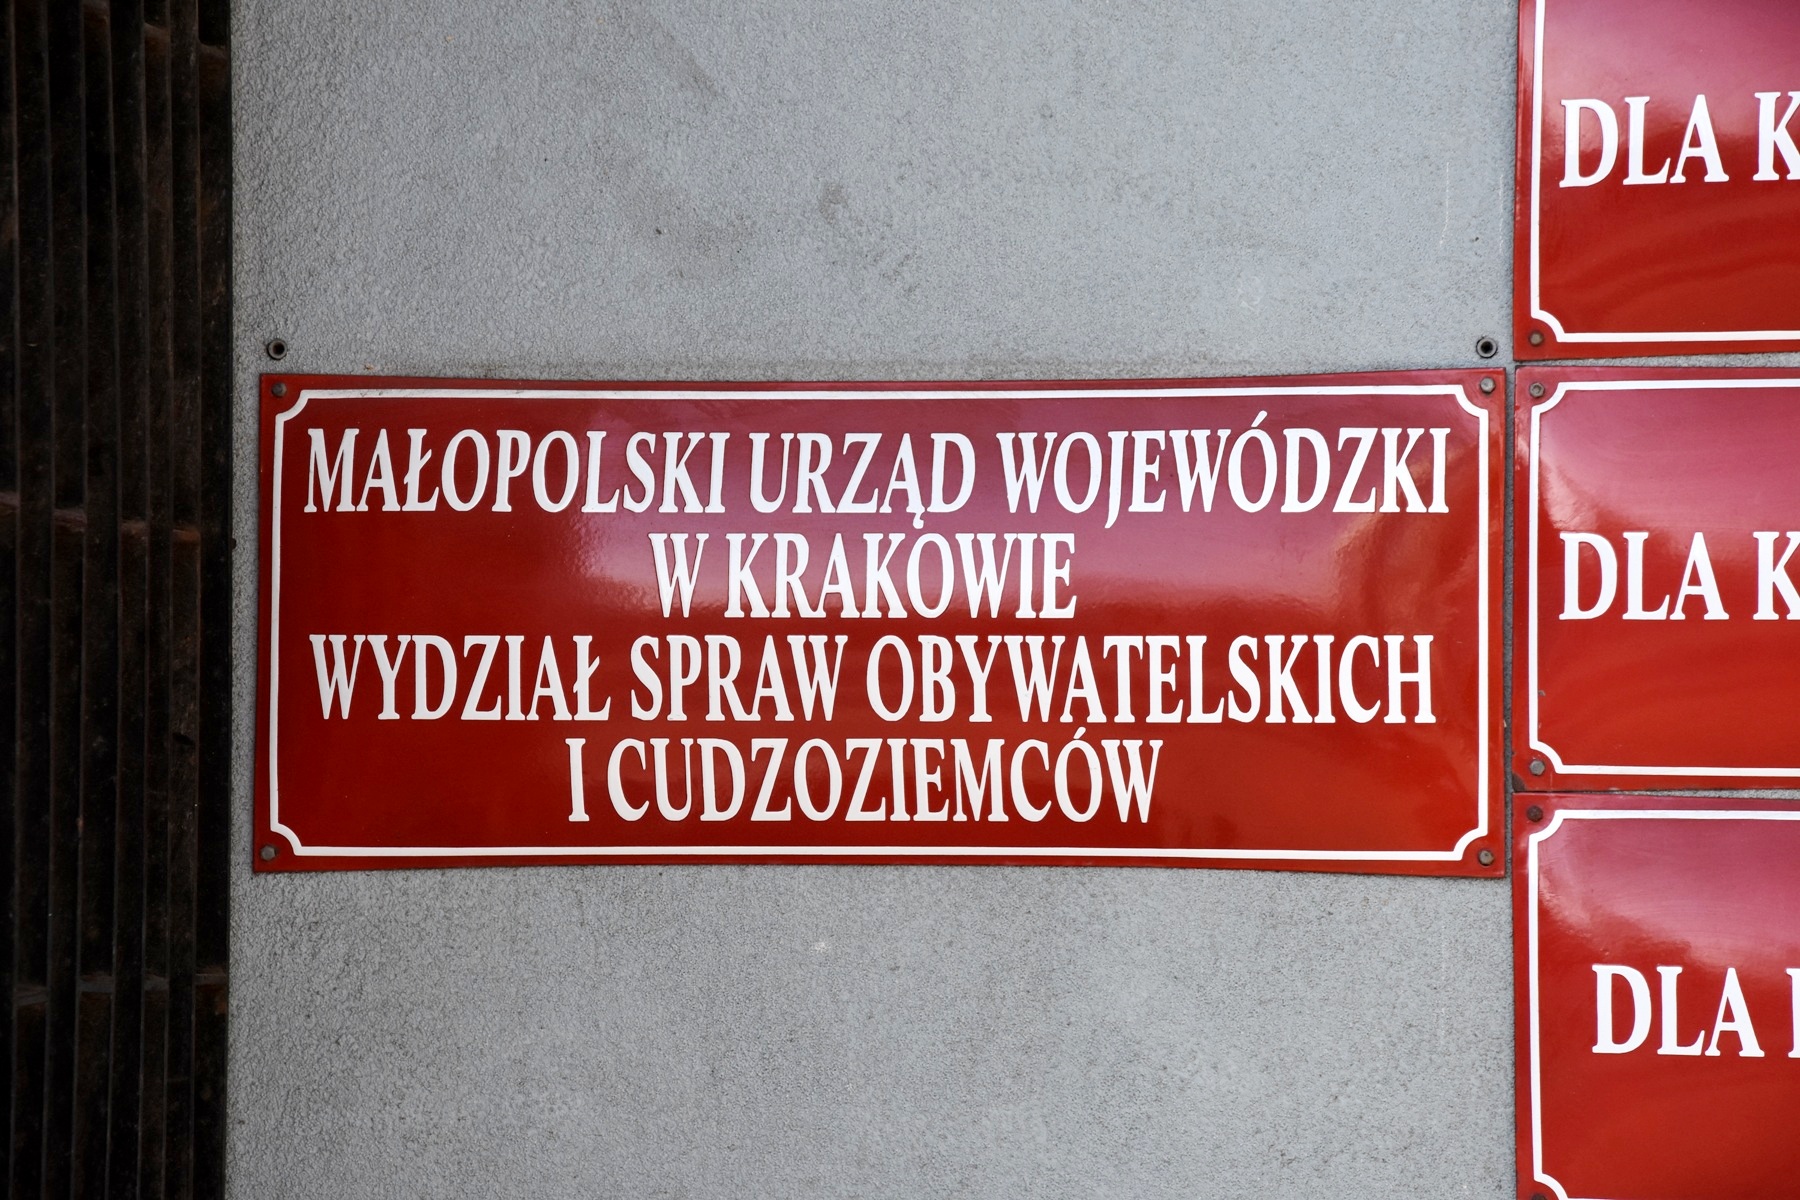 MAŁOPOLSKI URZĄD WOJEWÓDZKI
W KRAKOWIE
WYDZIAŁ SPRAW OBYWATELSKICH
I CUDZOZIEMCÓW
DLA
DLA
DLA